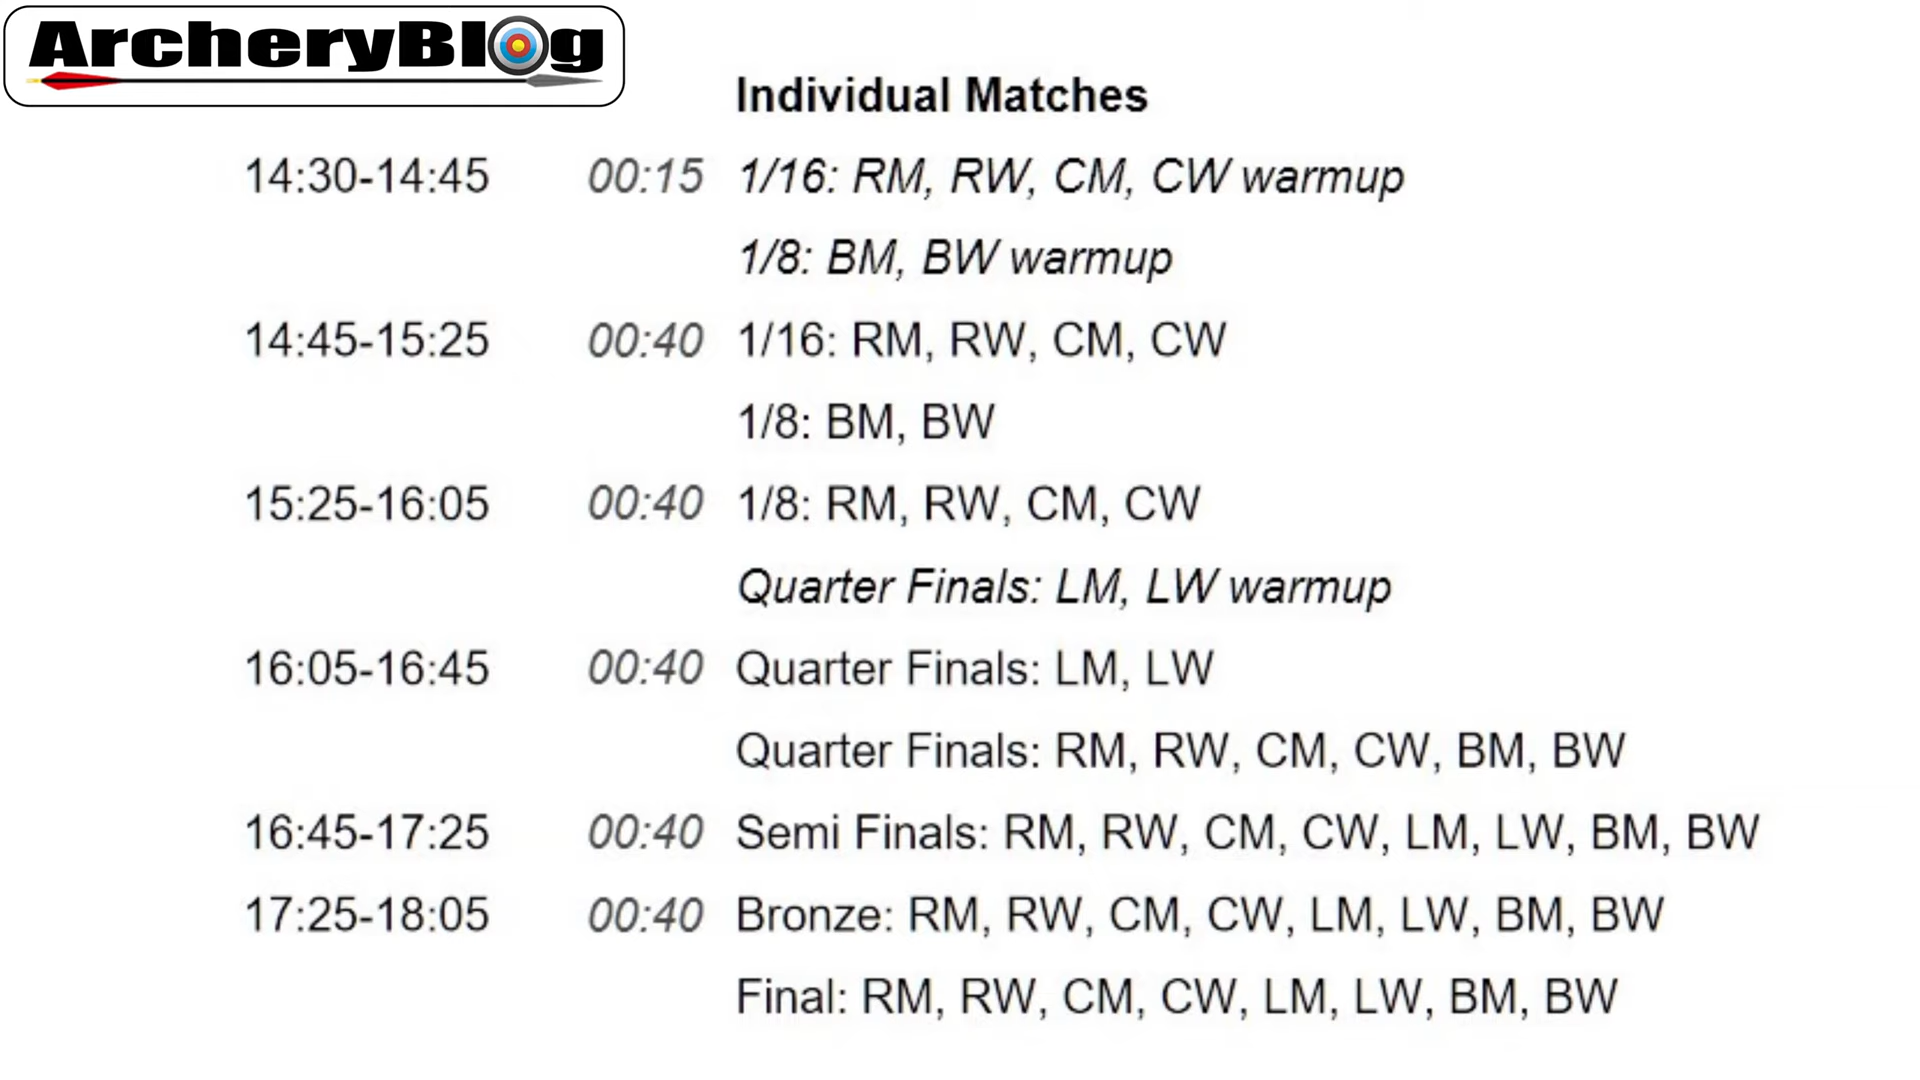 ArcheryBlog
Individual Matches
14:30-14:45 00:15 1/16: RM, RW, CM, CW warmup
1/8: BM, BW warmup
14:45-15:25 00:40 1/16: RM, RW, CM, CW
1/8: BM, BW
15:25-16:05 00:40 1/8: RM, RW, CM, CW
Quarter Finals: LM, LW warmup
16:05-16:45 00:40 Quarter Finals: LM, LW
Quarter Finals: RM, RW, CM, CW, BM, BW
16:45-17:25 00:40 Semi Finals: RM, RW, CM, CW, LM, LW, BM, BW
17:25-18:05 00:40 Bronze: RM, RW, CM, CW, LM, LW, BM, BW
Final: RM, RW, CM, CW, LM, LW, BM, BW